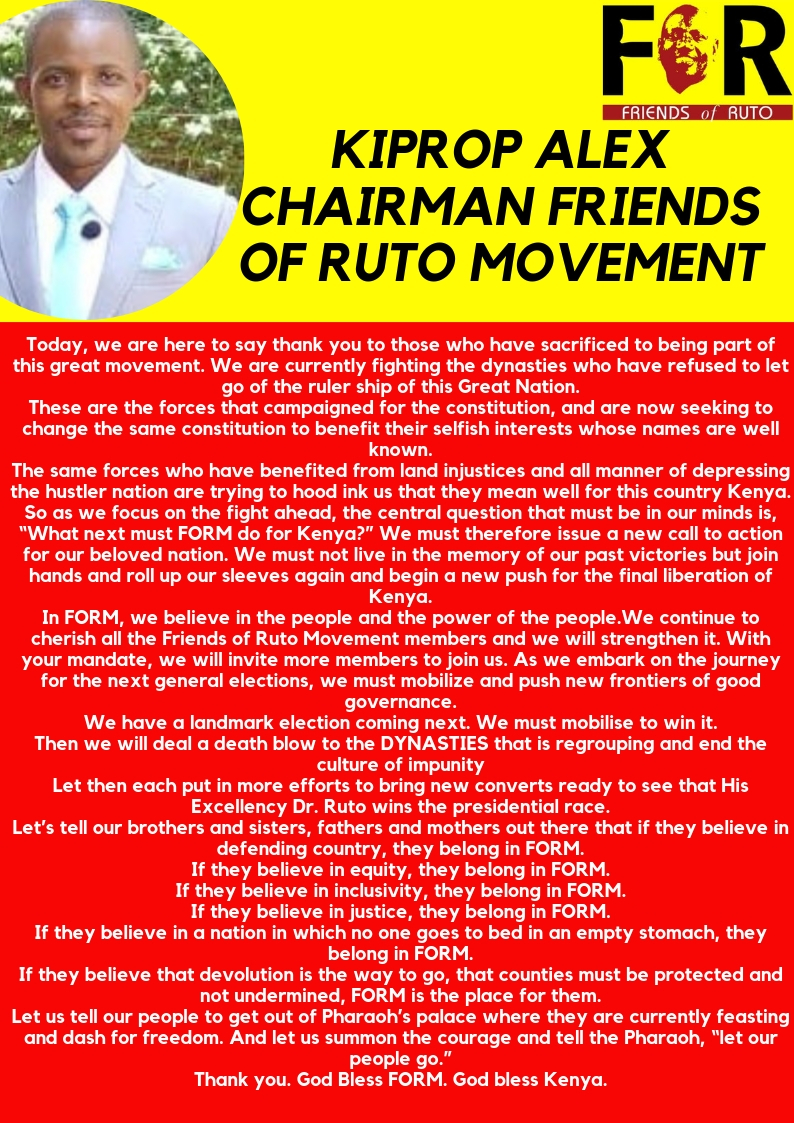 FOR
FRIENDS of RUTO
KIPROP ALEX
CHAIRMAN FRIENDS
OF RUTO MOVEMENT
Today, we are here to say thank you to those who have sacrificed to being part of
this great movement. We are currently fighting the dynasties who have refused to let
go of the ruler ship of this Great Nation.
These are the forces that campaigned for the constitution, and are now seeking to
change the same constitution to benefit their selfish interests whose names are well
known.
The same forces who have benefited from land injustices and all manner of depressing
the hustler nation are trying to hood ink us that they mean well for this country Kenya.
So as we focus on the fight ahead, the central question that must be in our minds is,
“What next must FORM do for Kenya?” We must therefore issue a new call to action
for our beloved nation. We must not live in the memory of our past victories but join
hands and roll up our sleeves again and begin a new push for the final liberation of
Kenya.
In FORM, we believe in the people and the power of the people.We continue to
cherish all the Friends of Ruto Movement members and we will strengthen it. With
your mandate, we will invite more members to join us. As we embark on the journey
for the next general elections, we must mobilize and push new frontiers of good
governance.
We have a landmark election coming next. We must mobilise to win it.
Then we will deal a death blow to the DYNASTIES that is regrouping and end the
culture of impunity
Let then each put in more efforts to bring new converts ready to see that His
Excellency Dr. Ruto wins the presidential race.
Let’s tell our brothers and sisters, fathers and mothers out there that if they believe in
defending country, they belong in FORM.
If they believe in equity, they belong in FORM.
If they believe in inclusivity, they belong in FORM.
If they believe in justice, they belong in FORM.
If they believe in a nation in which no one goes to bed in an empty stomach, they
belong in FORM.
If they believe that devolution is the way to go, that counties must be protected and
not undermined, FORM is the place for them.
Let us tell our people to get out of Pharaoh’s palace where they are currently feasting
and dash for freedom. And let us summon the courage and tell the Pharaoh, “let our
people go.”
Thank you. God Bless FORM. God bless Kenya.